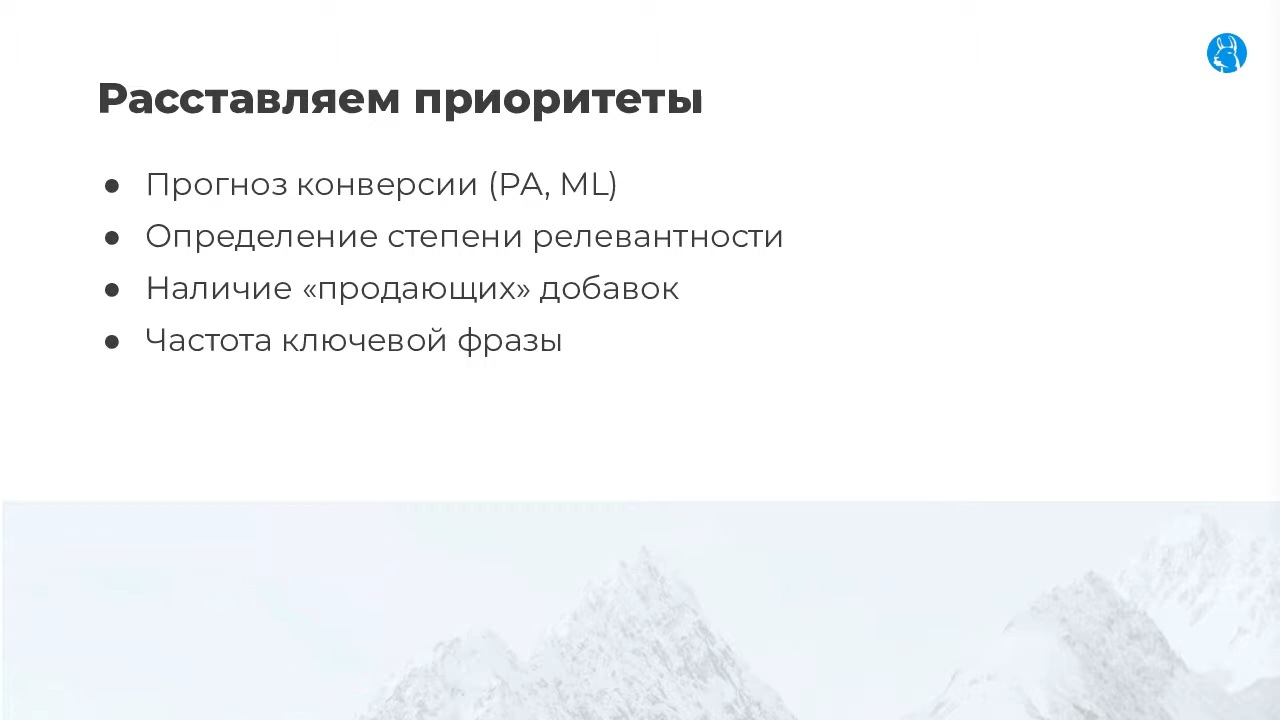 Расставляем приоритеты
● Прогноз конверсии (PA, ML)
● Определение степени релевантности
● Наличие «продающих» добавок
● Частота ключевой фразы